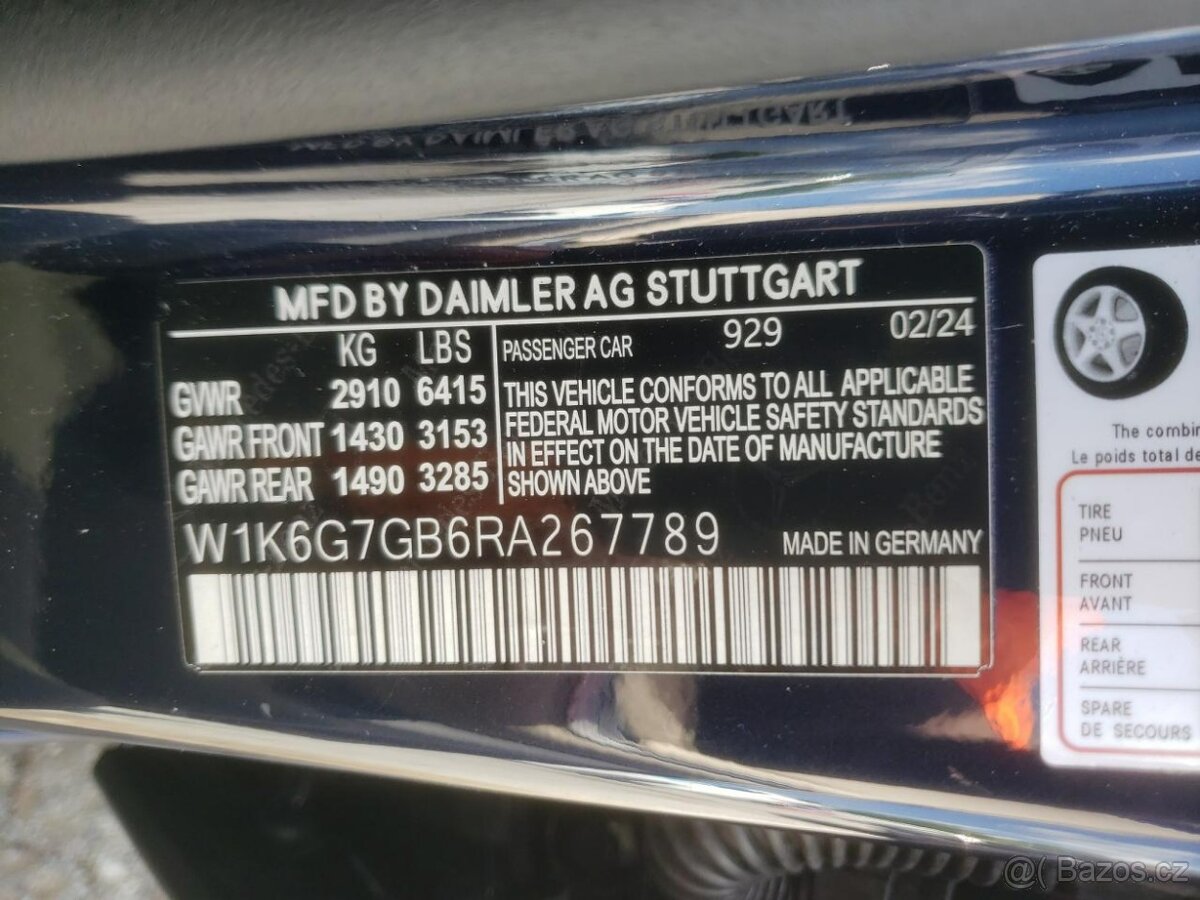 MFD BY DAIMLER AG STUTTGART
KG LBS
GVWR 2910 6415
GAWR FRONT 1430 3153
GAWR REAR 1490 3285
PASSENGER CAR 929 02/24
THIS VEHICLE CONFORMS TO ALL APPLICABLE
FEDERAL MOTOR VEHICLE SAFETY STANDARDS
IN EFFECT ON THE DATE OF MANUFACTURE
SHOWN ABOVE
W1K6G7GB6RA267789 MADE IN GERMANY
The combin
Le poids total de
TIRE
PNEU
FRONT
AVANT
REAR
ARRIÈRE
SPARE
DE SECOURS
@( Bazos.cz